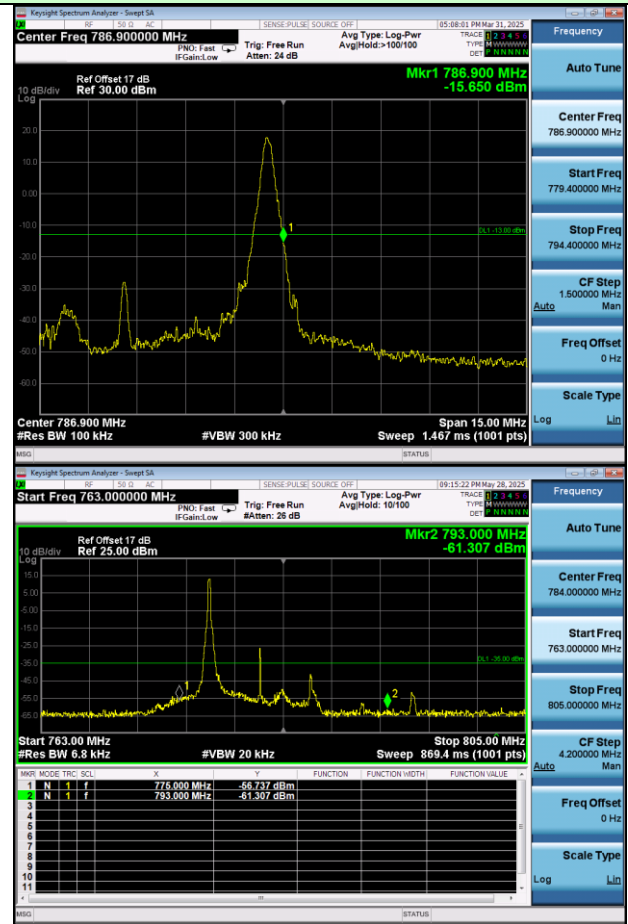 Keysight Spectrum Analyzer - Swept SA
RF 50 Ω AC SENSE:PULSE SOURCE OFF 05:08:01 PM Mar 31, 2025
Center Freq 786.900000 MHz
PNO: Fast
IFGain:Low
Trig: Free Run
Atten: 24 dB
Avg Type: Log-Pwr
Avg|Hold:>100/100
TRACE 1 2 3 4 5 6
TYPE M W W W W W
DET P N N N N N
Frequency
Mkr1 786.900 MHz
-15.650 dBm
Ref Offset 17 dB
10 dB/div Ref 30.00 dBm
Log
20.0
10.0
0.00
-10.0
-20.0
-30.0
-40.0
-50.0
-60.0
1
DL1 -13.00 dBm
Auto Tune
Center Freq
786.900000 MHz
Start Freq
779.400000 MHz
Stop Freq
794.400000 MHz
CF Step
1.500000 MHz
Auto Man
Freq Offset
0 Hz
Scale Type
Log Lin
Center 786.900 MHz Span 15.00 MHz
#Res BW 100 kHz #VBW 300 kHz Sweep 1.467 ms (1001 pts)
MSG STATUS
Keysight Spectrum Analyzer - Swept SA
RF 50 Ω AC SENSE:PULSE SOURCE OFF 09:15:22 PM May 28, 2025
Start Freq 763.000000 MHz
PNO: Fast
IFGain:Low
Trig: Free Run
#Atten: 26 dB
Avg Type: Log-Pwr
Avg|Hold: 10/100
TRACE 1 2 3 4 5 6
TYPE M W W W W W
DET P N N N N N
Frequency
Mkr2 793.000 MHz
-61.307 dBm
Ref Offset 17 dB
10 dB/div Ref 25.00 dBm
Log
15.0
5.00
-5.00
-15.0
-25.0
-35.0
-45.0
-55.0
-65.0
2
DL1 -35.00 dBm
Auto Tune
Center Freq
784.000000 MHz
Start Freq
763.000000 MHz
Stop Freq
805.000000 MHz
CF Step
4.200000 MHz
Auto Man
Freq Offset
0 Hz
Scale Type
Log Lin
Start 763.00 MHz Stop 805.00 MHz
#Res BW 6.8 kHz #VBW 20 kHz Sweep 869.4 ms (1001 pts)
MKR MODE TRC SCL X Y FUNCTION FUNCTION WIDTH FUNCTION VALUE
1 N 1 f 775.000 MHz -56.737 dBm
2 N 1 f 793.000 MHz -61.307 dBm
3
4
5
6
7
8
9
10
11
MSG STATUS